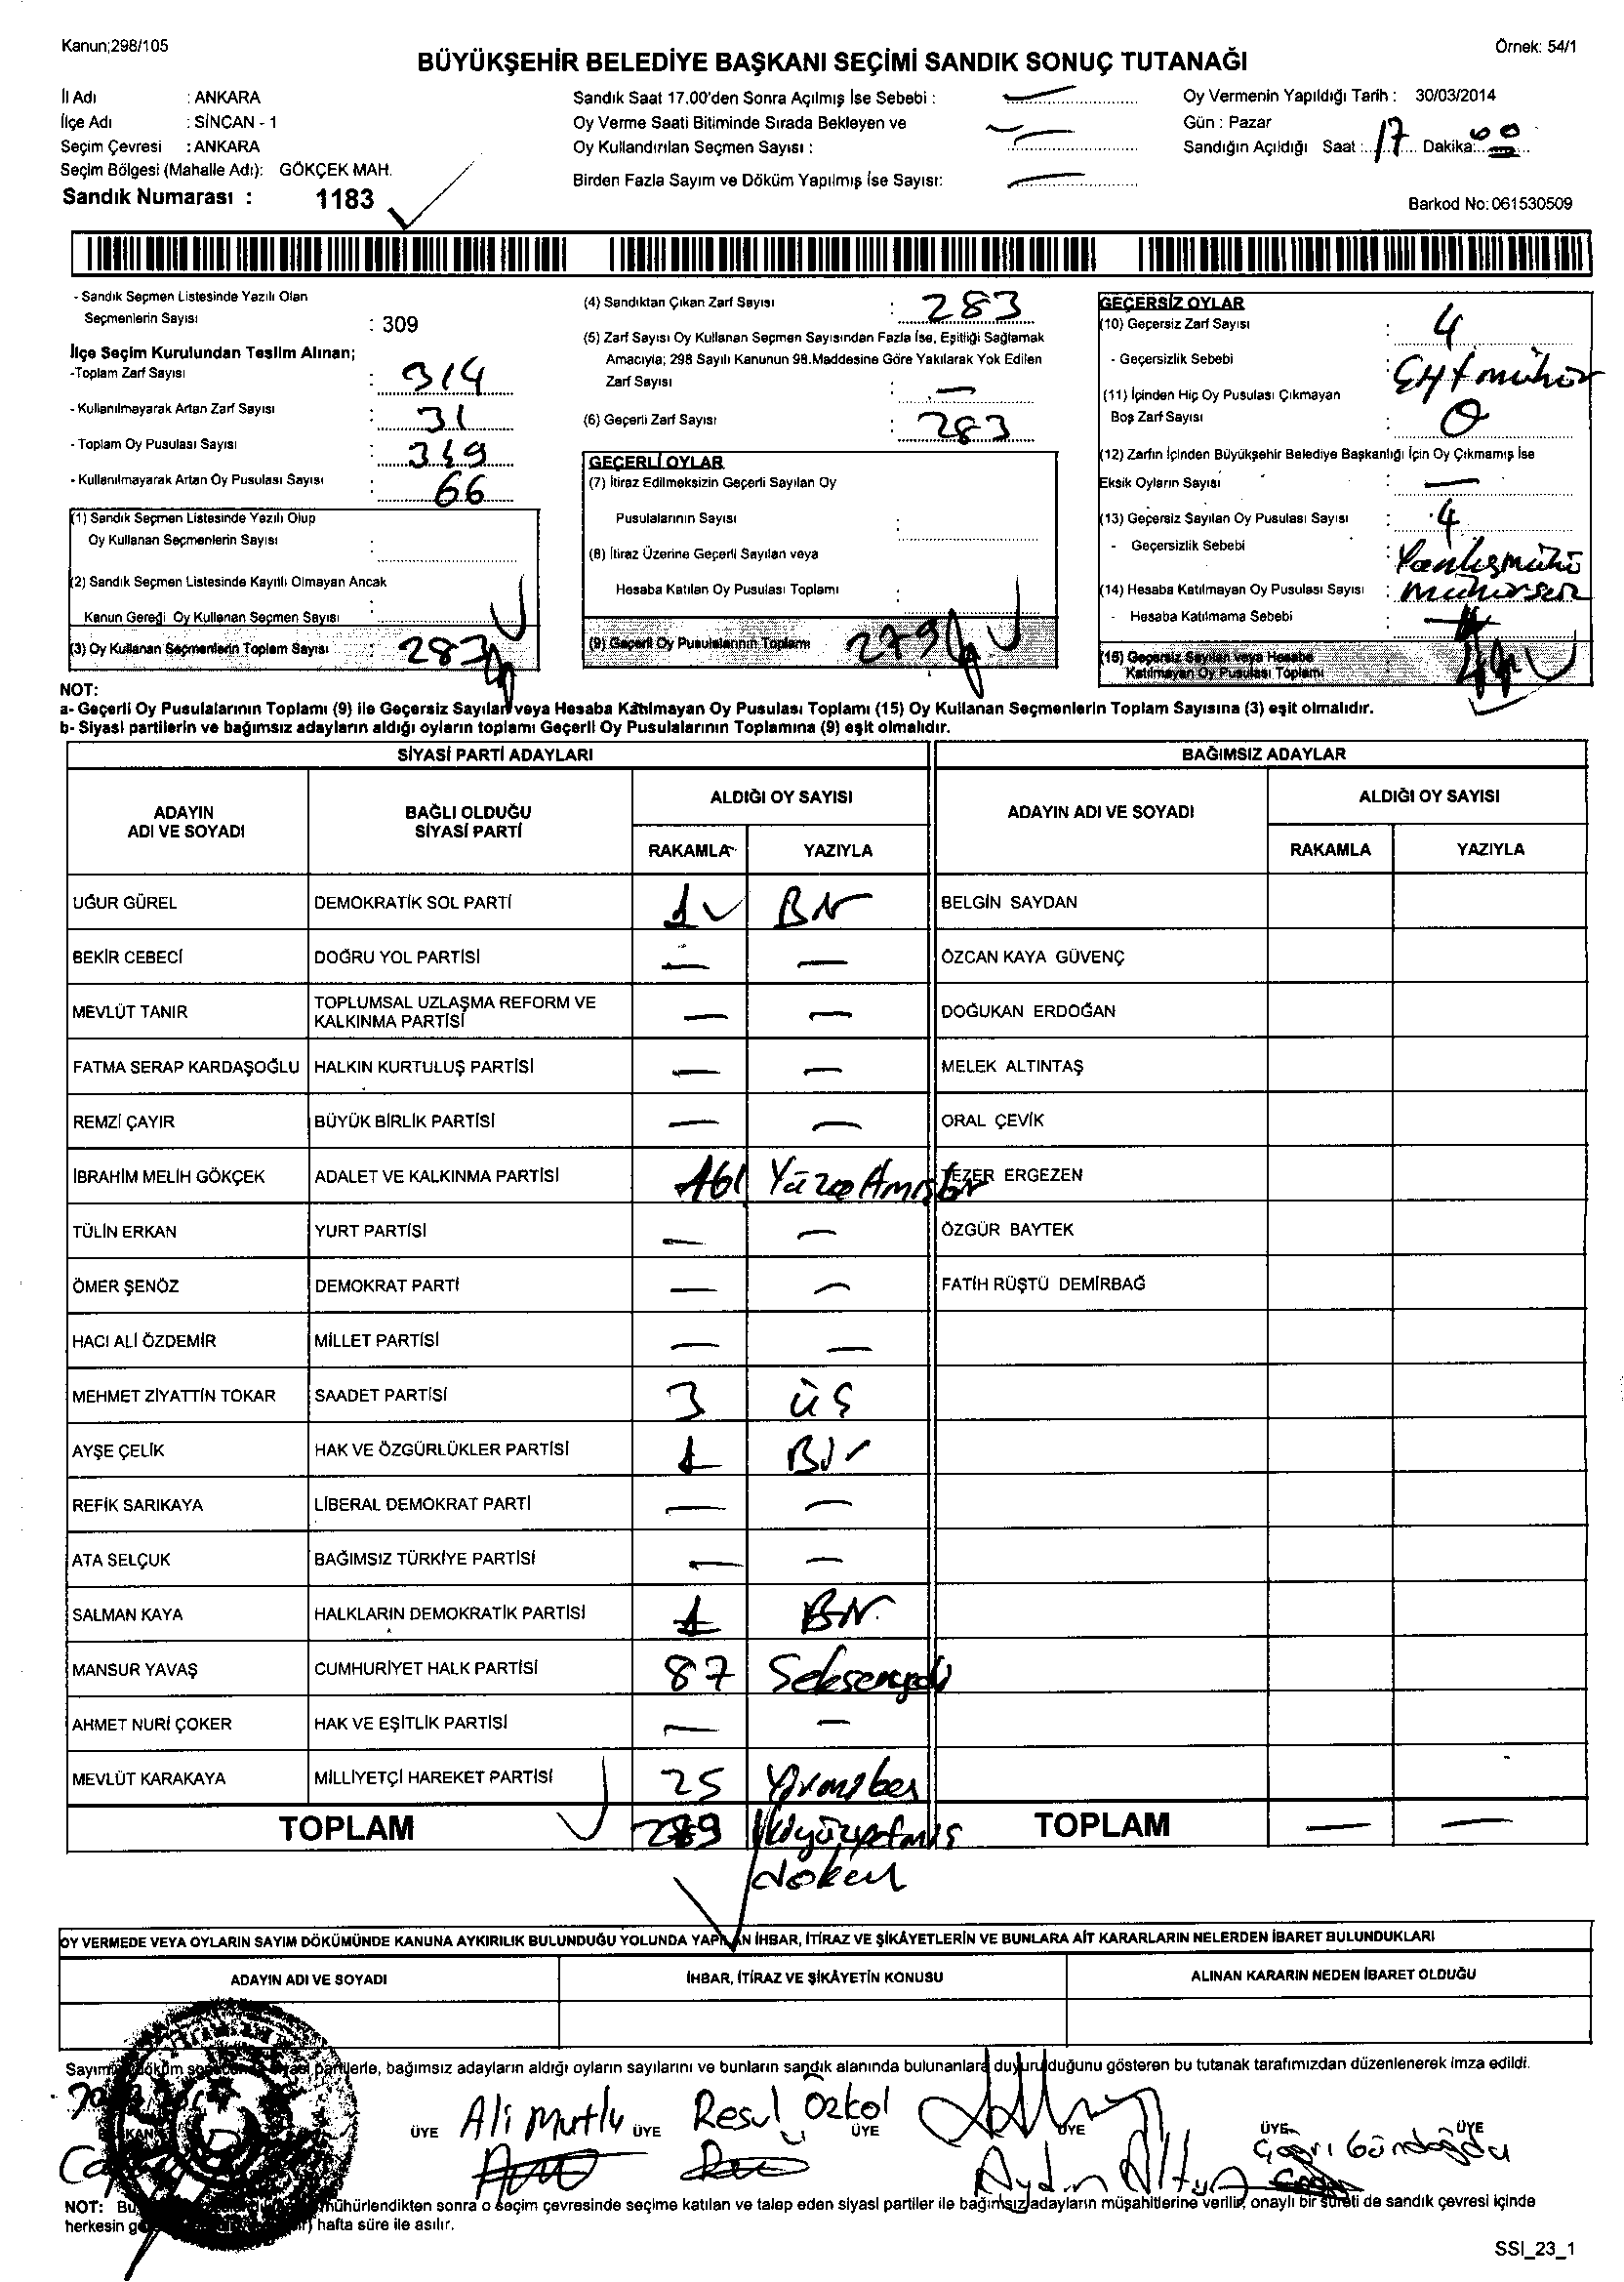 Kanun;298/105
Örnek: 54/1
BÜYÜKŞEHİR BELEDİYE BAŞKANI SEÇİMİ SANDIK SONUÇ TUTANAĞI
İl Adı : ANKARA
İlçe Adı : SİNCAN - 1
Seçim Çevresi : ANKARA
Seçim Bölgesi (Mahalle Adı): GÖKÇEK MAH.
Sandık Numarası : 1183
Sandık Saat 17.00'den Sonra Açılmış İse Sebebi : —
Oy Verme Saati Bitiminde Sırada Bekleyen ve
Oy Kullandırılan Seçmen Sayısı : —
Birden Fazla Sayım ve Döküm Yapılmış İse Sayısı: —
Oy Vermenin Yapıldığı Tarih : 30/03/2014
Gün : Pazar
Sandığın Açıldığı Saat : 17 Dakika: 00
Barkod No: 061530509
- Sandık Seçmen Listesinde Yazılı Olan
Seçmenlerin Sayısı : 309
İlçe Seçim Kurulundan Teslim Alınan;
-Toplam Zarf Sayısı : 314
- Kullanılmayarak Artan Zarf Sayısı : 31
- Toplam Oy Pusulası Sayısı : 349
- Kullanılmayarak Artan Oy Pusulası Sayısı : 66
(1) Sandık Seçmen Listesinde Yazılı Olup
Oy Kullanan Seçmenlerin Sayısı :
(2) Sandık Seçmen Listesinde Kayıtlı Olmayan Ancak
Kanun Gereği Oy Kullanan Seçmen Sayısı :
(3) Oy Kullanan Seçmenlerin Toplam Sayısı : 283
(4) Sandıktan Çıkan Zarf Sayısı : 283
(5) Zarf Sayısı Oy Kullanan Seçmen Sayısından Fazla İse, Eşitliği Sağlamak
Amacıyla; 298 Sayılı Kanunun 98.Maddesine Göre Yakılarak Yok Edilen
Zarf Sayısı : —
(6) Geçerli Zarf Sayısı : 283
GEÇERLİ OYLAR
(7) İtiraz Edilmeksizin Geçerli Sayılan Oy
Pusulalarının Sayısı :
(8) İtiraz Üzerine Geçerli Sayılan veya
Hesaba Katılan Oy Pusulası Toplamı :
(9) Geçerli Oy Pusulalarının Toplamı 279
GEÇERSİZ OYLAR
(10) Geçersiz Zarf Sayısı : 4
- Geçersizlik Sebebi :
(11) İçinden Hiç Oy Pusulası Çıkmayan
Boş Zarf Sayısı : 0
(12) Zarfın İçinden Büyükşehir Belediye Başkanlığı İçin Oy Çıkmamış İse
Eksik Oyların Sayısı : —
(13) Geçersiz Sayılan Oy Pusulası Sayısı : 4
- Geçersizlik Sebebi :
(14) Hesaba Katılmayan Oy Pusulası Sayısı :
- Hesaba Katılmama Sebebi :
(15) Geçersiz Sayılan veya Hesaba
Katılmayan Oy Pusulası Toplamı 4
NOT:
a- Geçerli Oy Pusulalarının Toplamı (9) ile Geçersiz Sayılan veya Hesaba Katılmayan Oy Pusulası Toplamı (15) Oy Kullanan Seçmenlerin Toplam Sayısına (3) eşit olmalıdır.
b- Siyasi partilerin ve bağımsız adayların aldığı oyların toplamı Geçerli Oy Pusulalarının Toplamına (9) eşit olmalıdır.
SİYASİ PARTİ ADAYLARI BAĞIMSIZ ADAYLAR
ADAYIN ADI VE SOYADI BAĞLI OLDUĞU SİYASİ PARTİ ALDIĞI OY SAYISI ADAYIN ADI VE SOYADI ALDIĞI OY SAYISI
RAKAMLA YAZIYLA RAKAMLA YAZIYLA
UĞUR GÜREL DEMOKRATİK SOL PARTİ 1 Bir BELGİN SAYDAN
BEKİR CEBECİ DOĞRU YOL PARTİSİ — — ÖZCAN KAYA GÜVENÇ
MEVLÜT TANIR TOPLUMSAL UZLAŞMA REFORM VE KALKINMA PARTİSİ — — DOĞUKAN ERDOĞAN
FATMA SERAP KARDAŞOĞLU HALKIN KURTULUŞ PARTİSİ — — MELEK ALTINTAŞ
REMZİ ÇAYIR BÜYÜK BİRLİK PARTİSİ — — ORAL ÇEVİK
İBRAHİM MELİH GÖKÇEK ADALET VE KALKINMA PARTİSİ 161 Yüzaltmışbir TEZER ERGEZEN
TÜLİN ERKAN YURT PARTİSİ — — ÖZGÜR BAYTEK
ÖMER ŞENÖZ DEMOKRAT PARTİ — — FATİH RÜŞTÜ DEMİRBAĞ
HACI ALİ ÖZDEMİR MİLLET PARTİSİ — —
MEHMET ZİYATTİN TOKAR SAADET PARTİSİ 3 üç
AYŞE ÇELİK HAK VE ÖZGÜRLÜKLER PARTİSİ 1 Bir
REFİK SARIKAYA LİBERAL DEMOKRAT PARTİ — —
ATA SELÇUK BAĞIMSIZ TÜRKİYE PARTİSİ — —
SALMAN KAYA HALKLARIN DEMOKRATİK PARTİSİ 1 Bir
MANSUR YAVAŞ CUMHURİYET HALK PARTİSİ 87 Seksenyedi
AHMET NURİ ÇOKER HAK VE EŞİTLİK PARTİSİ — —
MEVLÜT KARAKAYA MİLLİYETÇİ HAREKET PARTİSİ 25 Yirmibeş
TOPLAM 279 İkiyüzyetmiş dokuz TOPLAM — —
OY VERMEDE VEYA OYLARIN SAYIM DÖKÜMÜNDE KANUNA AYKIRILIK BULUNDUĞU YOLUNDA YAPILAN İHBAR, İTİRAZ VE ŞİKÂYETLERİN VE BUNLARA AİT KARARLARIN NELERDEN İBARET BULUNDUKLARI
ADAYIN ADI VE SOYADI İHBAR, İTİRAZ VE ŞİKÂYETİN KONUSU ALINAN KARARIN NEDEN İBARET OLDUĞU
Sayım döküm siyasi partilerle, bağımsız adayların aldığı oyların sayılarını ve bunların sandık alanında bulunanlara duyurulduğunu gösteren bu tutanak tarafımızdan düzenlenerek imza edildi.
ÜYE Ali Mutlu ÜYE Resul Özkol ÜYE ÜYE Aydın ÜYE Çağrı Gündoğdu ÜYE
NOT: mühürlendikten sonra o seçim çevresinde seçime katılan ve talep eden siyasi partiler ile bağımsız adayların müşahitlerine verilir, onaylı bir sureti de sandık çevresi içinde
herkesin hafta süre ile asılır.
SSI_23_1